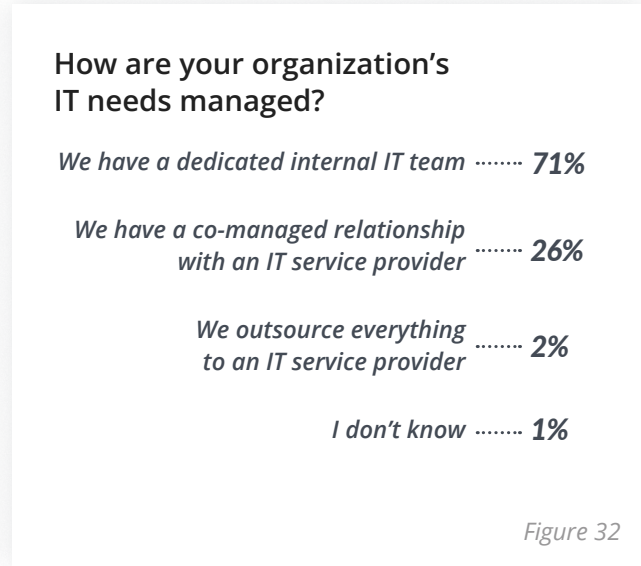 How are your organization’s
IT needs managed?
We have a dedicated internal IT team ........ 71%
We have a co-managed relationship
with an IT service provider ........ 26%
We outsource everything
to an IT service provider ........ 2%
I don’t know ........ 1%
Figure 32